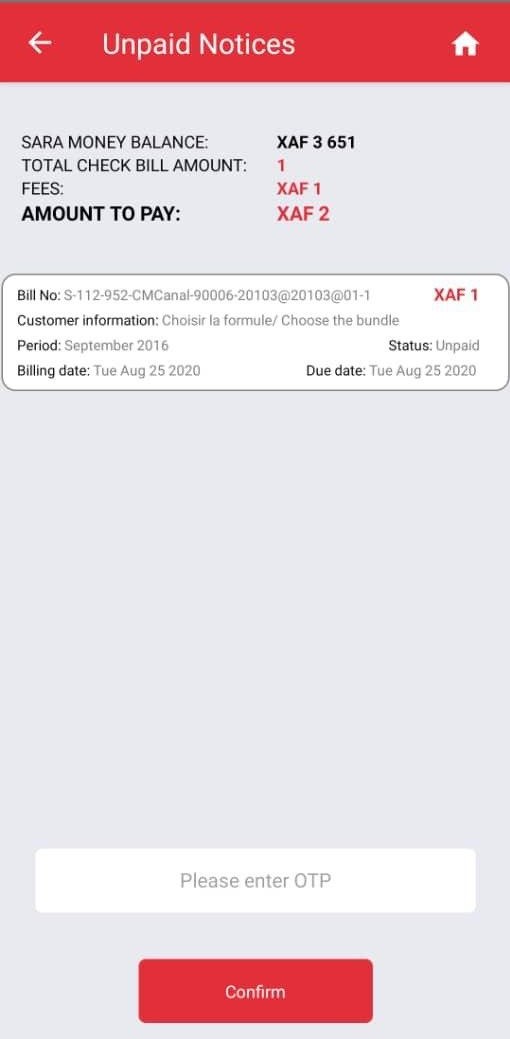 Unpaid Notices
SARA MONEY BALANCE: XAF 3 651
TOTAL CHECK BILL AMOUNT: 1
FEES: XAF 1
AMOUNT TO PAY: XAF 2
Bill No: S-112-952-CMCanal-90006-20103@20103@01-1 XAF 1
Customer information: Choisir la formule/ Choose the bundle
Period: September 2016 Status: Unpaid
Billing date: Tue Aug 25 2020 Due date: Tue Aug 25 2020
Please enter OTP
Confirm